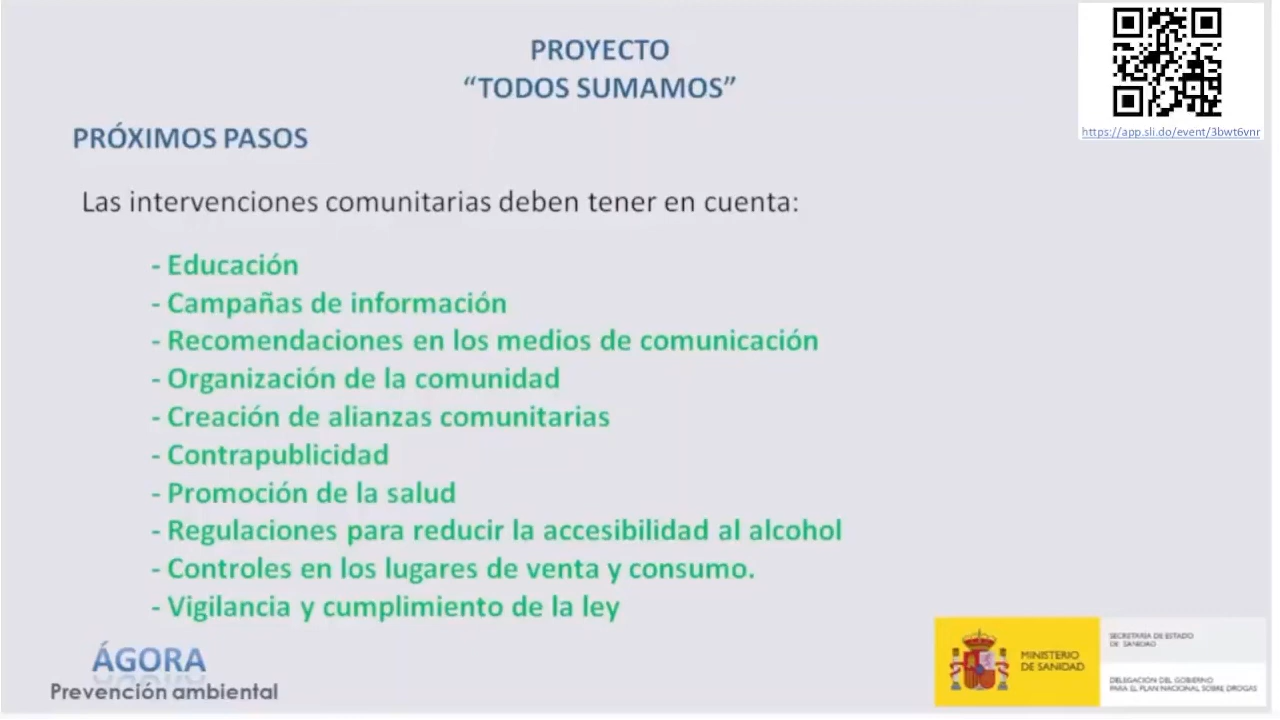 PROYECTO
“TODOS SUMAMOS”
https://app.sli.do/event/3bwt6vnr
PRÓXIMOS PASOS
Las intervenciones comunitarias deben tener en cuenta:
- Educación
- Campañas de información
- Recomendaciones en los medios de comunicación
- Organización de la comunidad
- Creación de alianzas comunitarias
- Contrapublicidad
- Promoción de la salud
- Regulaciones para reducir la accesibilidad al alcohol
- Controles en los lugares de venta y consumo.
- Vigilancia y cumplimiento de la ley
ÁGORA
Prevención ambiental
MINISTERIO
DE SANIDAD
SECRETARÍA DE ESTADO
DE SANIDAD
DELEGACIÓN DEL GOBIERNO
PARA EL PLAN NACIONAL SOBRE DROGAS